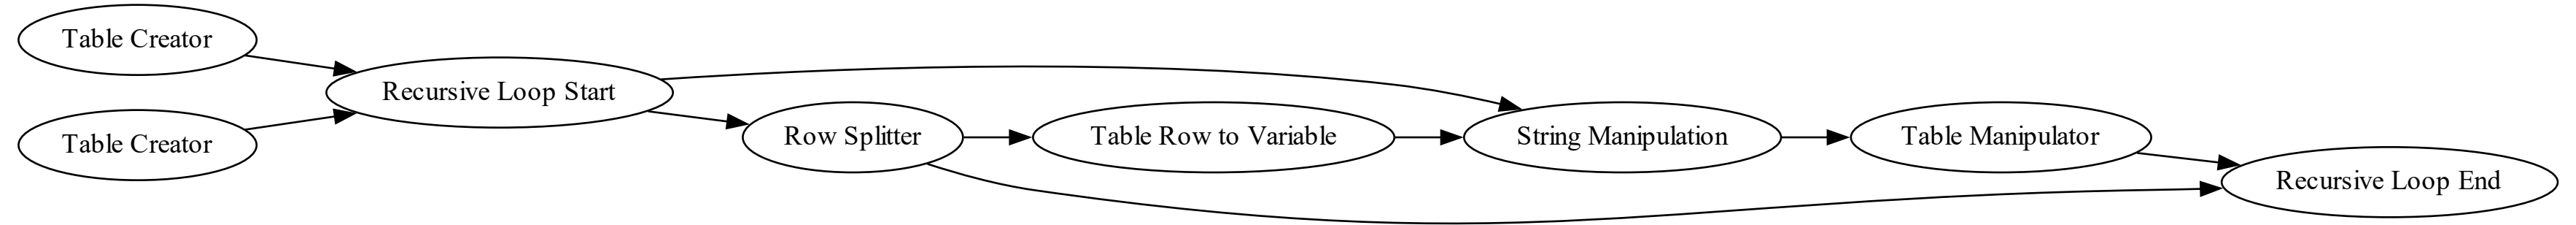 Table Creator
Table Creator
Recursive Loop Start
Row Splitter
Table Row to Variable
String Manipulation
Table Manipulator
Recursive Loop End